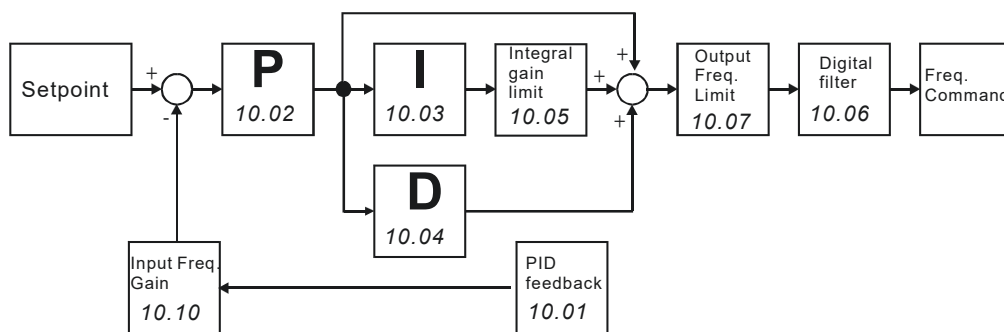 Setpoint
+
-
P
10.02
I
10.03
Integral
gain
limit
10.05
+
+
+
Output
Freq.
Limit
10.07
Digital
filter
10.06
Freq.
Command
D
10.04
Input Freq.
Gain
10.10
PID
feedback
10.01